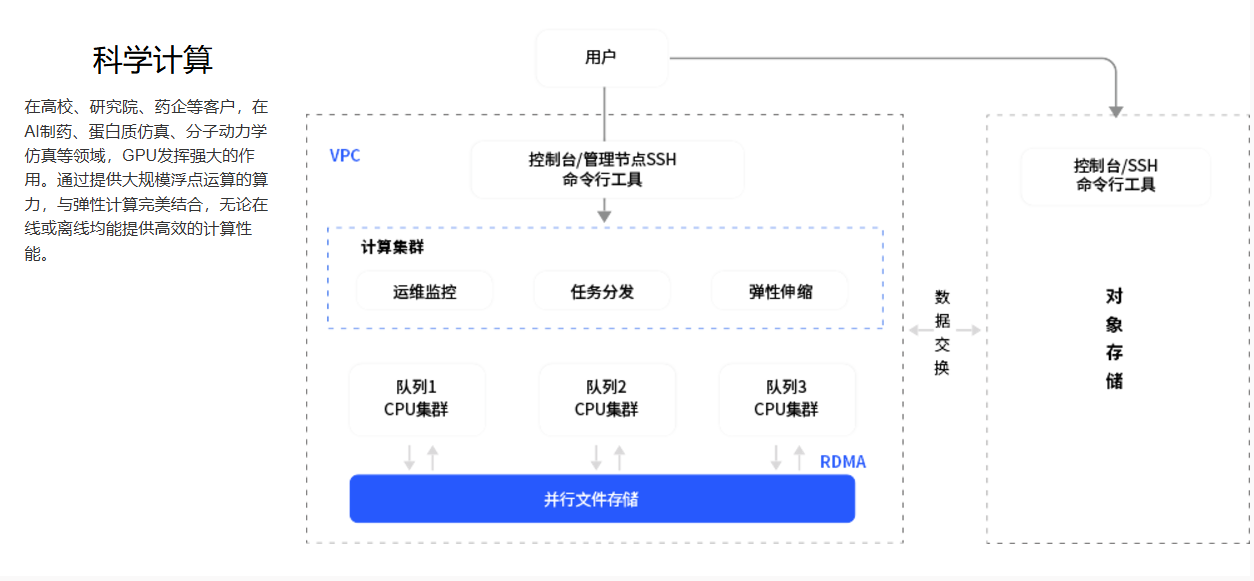 科学计算
在高校、研究院、药企等客户，在
AI制药、蛋白质仿真、分子动力学
仿真等领域，GPU发挥强大的作
用。通过提供大规模浮点运算的算
力，与弹性计算完美结合，无论在
线或离线均能提供高效的计算性
能。
用户
VPC
控制台/管理节点SSH
命令行工具
计算集群
运维监控
任务分发
弹性伸缩
队列1
CPU集群
队列2
CPU集群
队列3
CPU集群
RDMA
并行文件存储
数
据
交
换
控制台/SSH
命令行工具
对
象
存
储